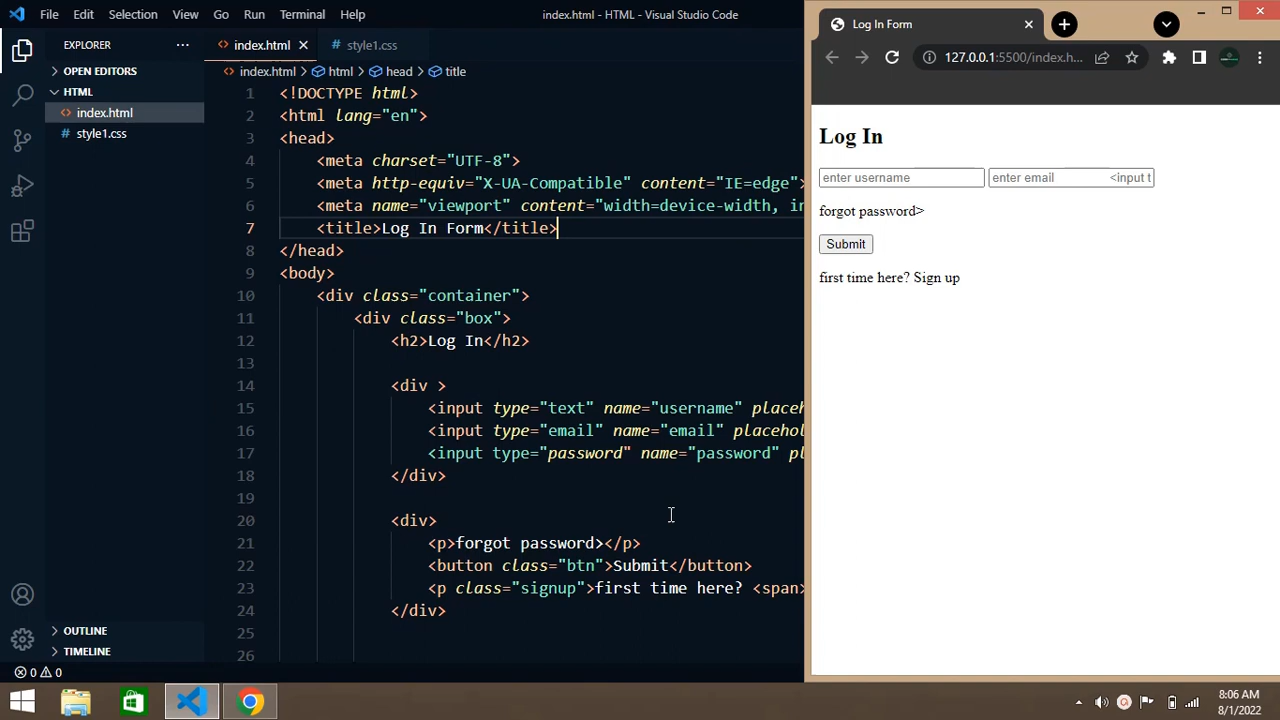 File Edit Selection View Go Run Terminal Help index.html - HTML - Visual Studio Code
EXPLORER
OPEN EDITORS
HTML
index.html
style1.css
OUTLINE
TIMELINE
index.html style1.css
index.html > html > head > title
1 <!DOCTYPE html>
2 <html lang="en">
3 <head>
4 <meta charset="UTF-8">
5 <meta http-equiv="X-UA-Compatible" content="IE=edge">
6 <meta name="viewport" content="width=device-width, in
7 <title>Log In Form</title>
8 </head>
9 <body>
10 <div class="container">
11 <div class="box">
12 <h2>Log In</h2>
13
14 <div >
15 <input type="text" name="username" placeh
16 <input type="email" name="email" placehol
17 <input type="password" name="password" pl
18 </div>
19
20 <div>
21 <p>forgot password></p>
22 <button class="btn">Submit</button>
23 <p class="signup">first time here? <span>
24 </div>
25
26
0 0
Log In Form
127.0.0.1:5500/index.h...
Log In
enter username enter email <input t
forgot password>
Submit
first time here? Sign up
8:06 AM
8/1/2022